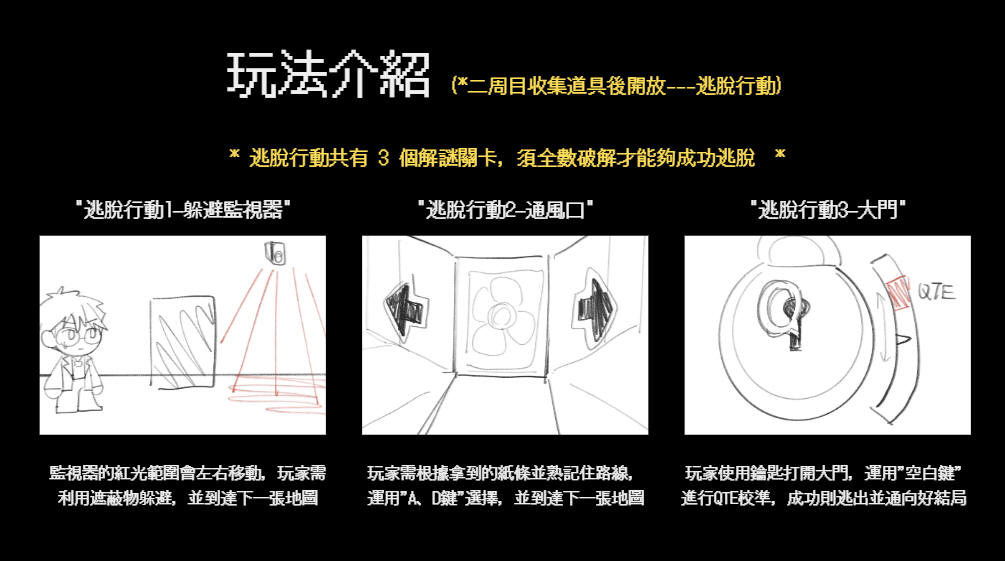 玩法介紹 (*二周目收集道具後開放---逃脫行動)
* 逃脫行動共有 3 個解謎關卡，須全數破解才能夠成功逃脫 *
"逃脫行動1-躲避監視器"
"逃脫行動2-通風口"
"逃脫行動3-大門"
QTE
監視器的紅光範圍會左右移動，玩家需
利用遮蔽物躲避，並到達下一張地圖
玩家需根據拿到的紙條並熟記住路線，
運用"A、D鍵"選擇，並到達下一張地圖
玩家使用鑰匙打開大門，運用"空白鍵"
進行QTE校準，成功則逃出並通向好結局